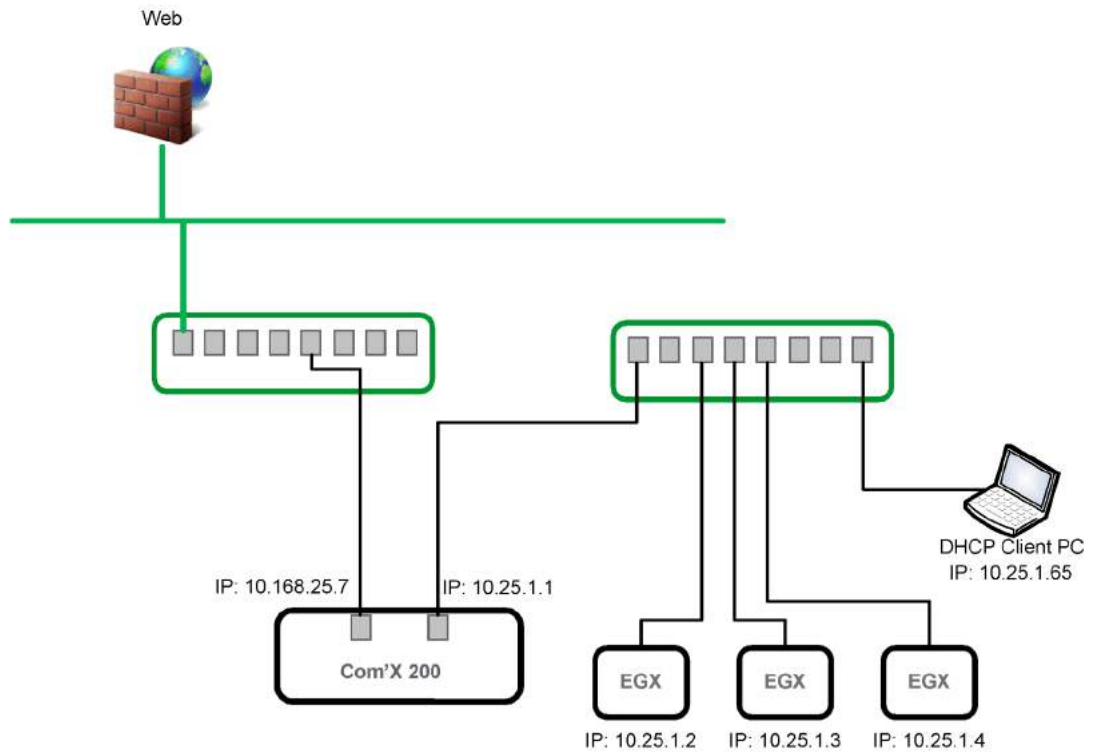 Web
IP: 10.168.25.7
IP: 10.25.1.1
Com'X 200
DHCP Client PC
IP: 10.25.1.65
EGX
EGX
EGX
IP: 10.25.1.2
IP: 10.25.1.3
IP: 10.25.1.4